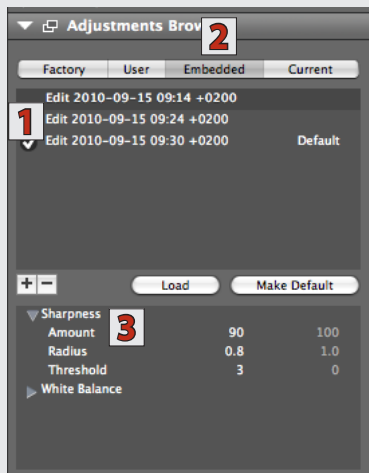 Adjustments Brow
2
Factory User Embedded Current
Edit 2010-09-15 09:14 +0200
1
Edit 2010-09-15 09:24 +0200
Edit 2010-09-15 09:30 +0200 Default
+ − Load Make Default
Sharpness
3
Amount 90 100
Radius 0.8 1.0
Threshold 3 0
White Balance